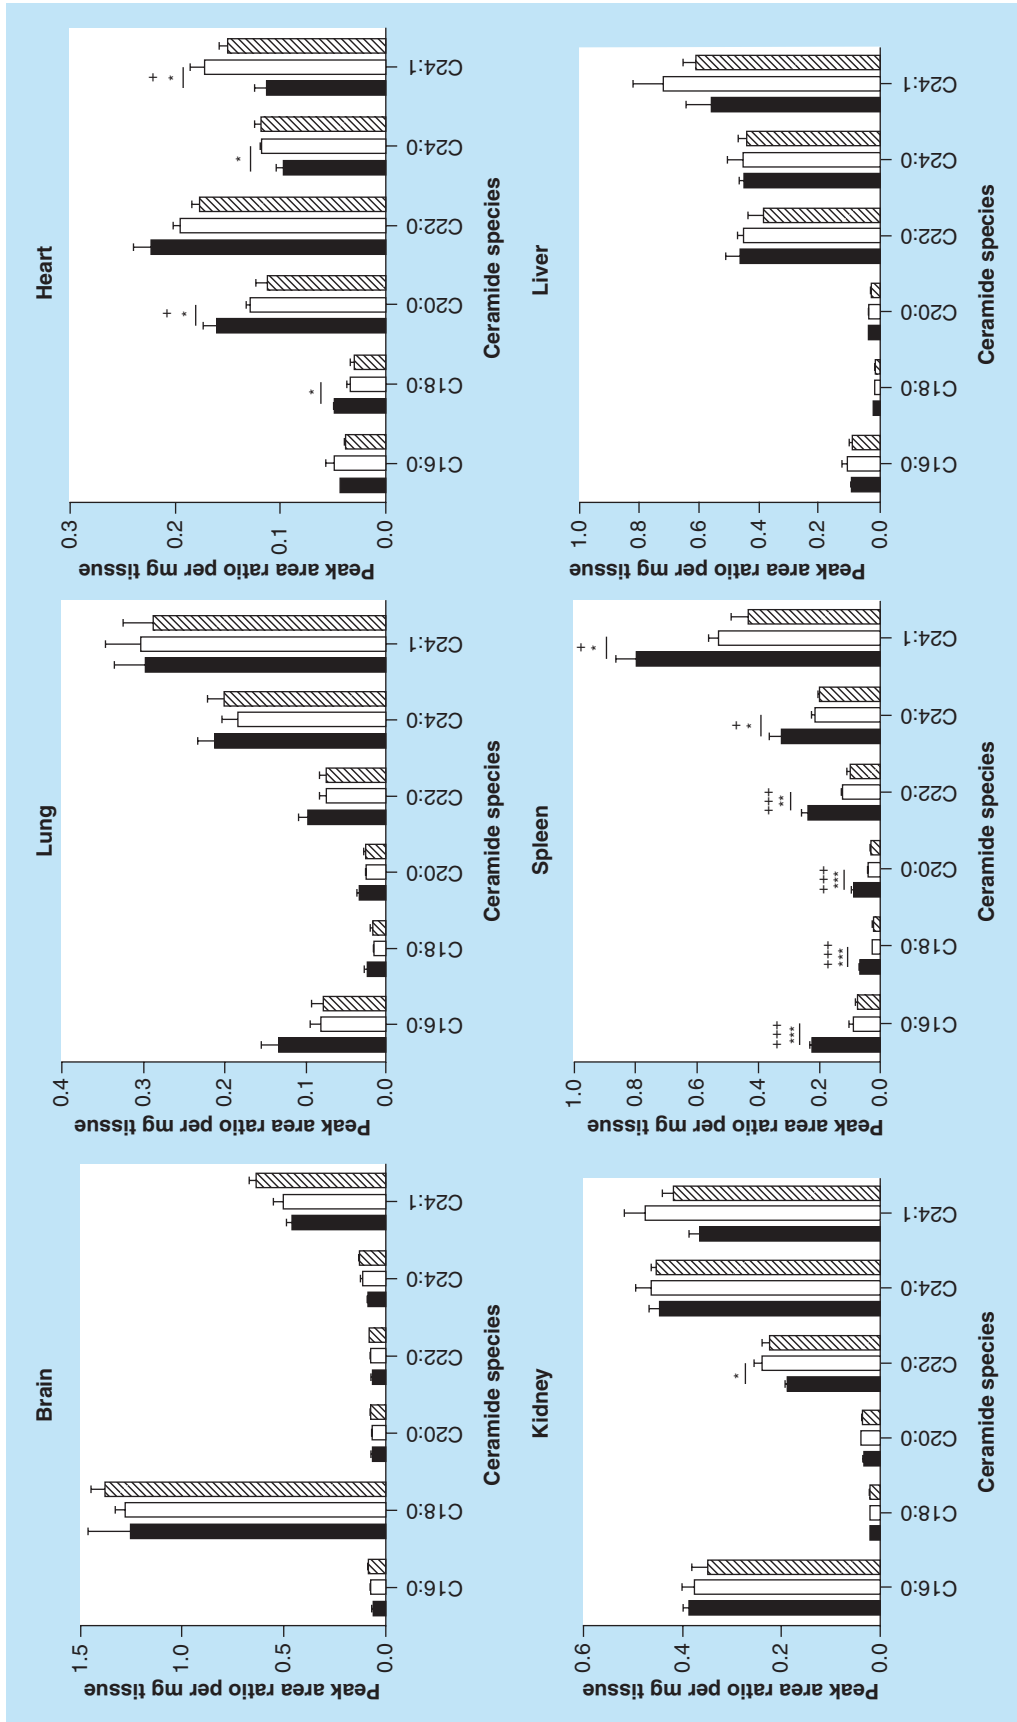 Brain
1.5
1.0
0.5
0.0
Peak area ratio per mg tissue
C16:0
C18:0
C20:0
C22:0
C24:0
C24:1
Ceramide species
Lung
0.4
0.3
0.2
0.1
0.0
Peak area ratio per mg tissue
C16:0
C18:0
C20:0
C22:0
C24:0
C24:1
Ceramide species
Heart
0.3
0.2
0.1
0.0
Peak area ratio per mg tissue
*
+
*
*
+
*
C16:0
C18:0
C20:0
C22:0
C24:0
C24:1
Ceramide species
Kidney
0.6
0.4
0.2
0.0
Peak area ratio per mg tissue
*
C16:0
C18:0
C20:0
C22:0
C24:0
C24:1
Ceramide species
Spleen
1.0
0.8
0.6
0.4
0.2
0.0
Peak area ratio per mg tissue
+++
***
+++
***
+++
***
+++
**
+
*
+
*
C16:0
C18:0
C20:0
C22:0
C24:0
C24:1
Ceramide species
Liver
1.0
0.8
0.6
0.4
0.2
0.0
Peak area ratio per mg tissue
C16:0
C18:0
C20:0
C22:0
C24:0
C24:1
Ceramide species